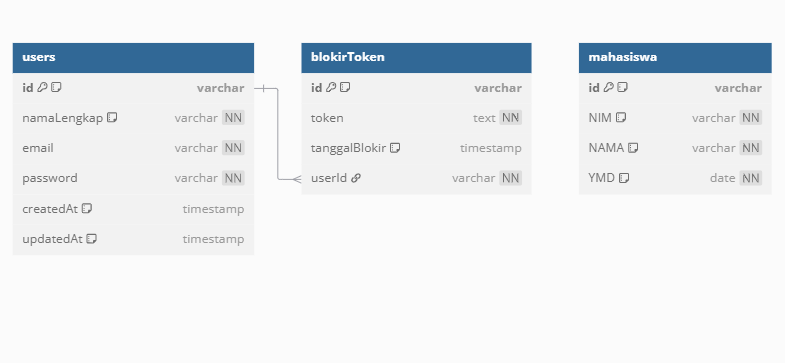 users
id varchar
namaLengkap varchar NN
email varchar NN
password varchar NN
createdAt timestamp
updatedAt timestamp
blokirToken
id varchar
token text NN
tanggalBlokir timestamp
userId varchar NN
mahasiswa
id varchar
NIM varchar NN
NAMA varchar NN
YMD date NN